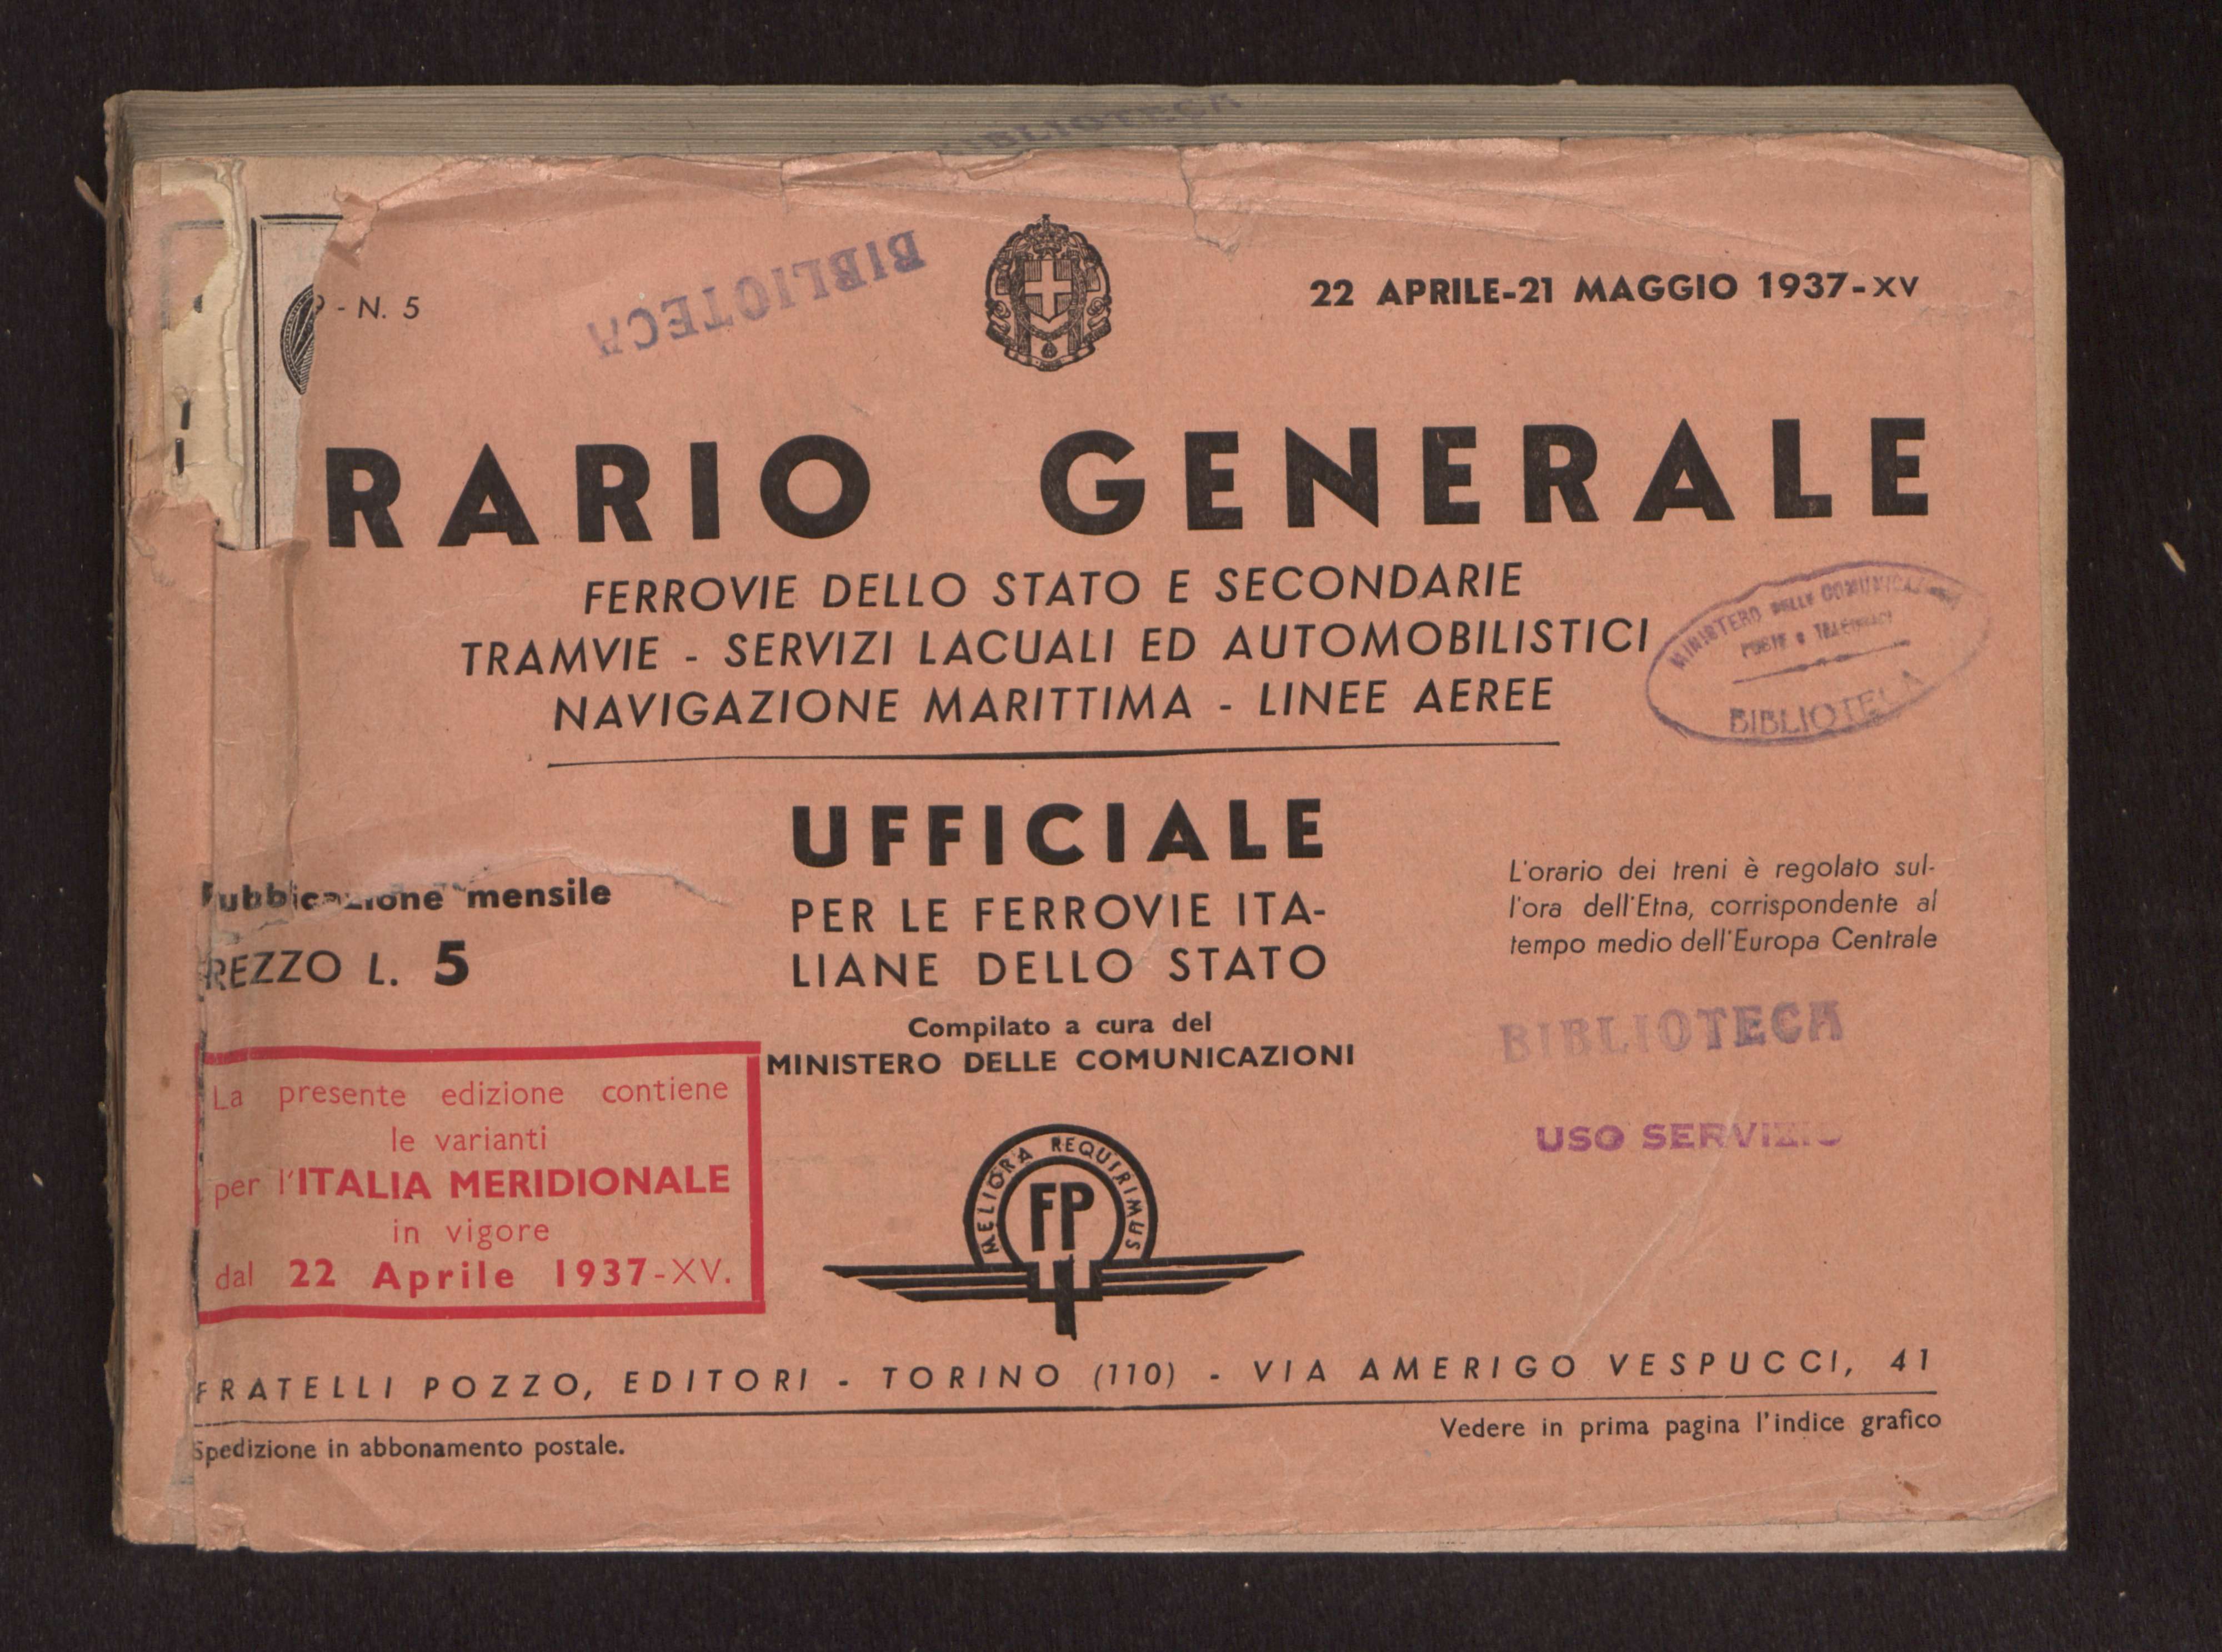 BIBLIOTECA
- N. 5
BIBLIOTECA
22 APRILE-21 MAGGIO 1937-XV
RARIO GENERALE
FERROVIE DELLO STATO E SECONDARIE
TRAMVIE - SERVIZI LACUALI ED AUTOMOBILISTICI
NAVIGAZIONE MARITTIMA - LINEE AEREE
MINISTERO DELLE COMUNICAZIONI
BIBLIOTECA
UFFICIALE
PER LE FERROVIE ITA-
LIANE DELLO STATO
Compilato a cura del
MINISTERO DELLE COMUNICAZIONI
Pubblicazione mensile
REZZO L. 5
L'orario dei treni è regolato sul-
l'ora dell'Etna, corrispondente al
tempo medio dell'Europa Centrale
BIBLIOTECA
USO SERVIZIO
La presente edizione contiene
le varianti
per l'ITALIA MERIDIONALE
in vigore
dal 22 Aprile 1937-XV.
MELIORA REQUIRIMUS
FP
FRATELLI POZZO, EDITORI - TORINO (110) - VIA AMERIGO VESPUCCI, 41
Spedizione in abbonamento postale.
Vedere in prima pagina l'indice grafico